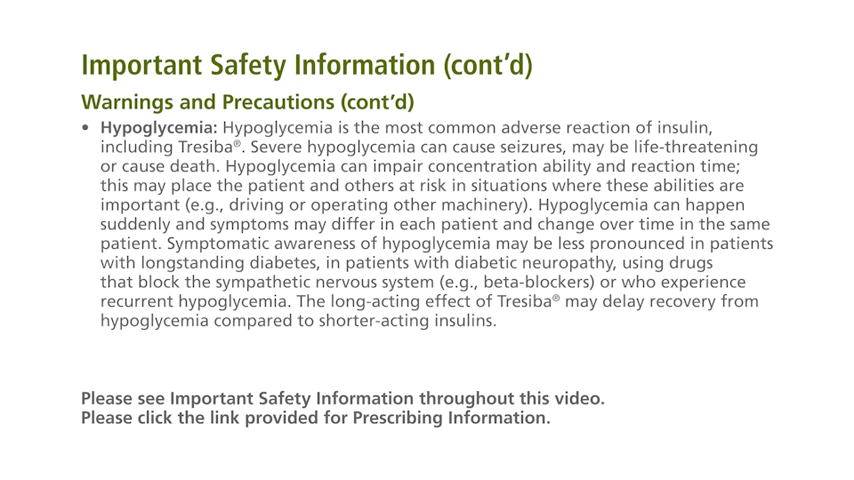 Important Safety Information (cont’d)
Warnings and Precautions (cont’d)
• Hypoglycemia: Hypoglycemia is the most common adverse reaction of insulin,
including Tresiba®. Severe hypoglycemia can cause seizures, may be life-threatening
or cause death. Hypoglycemia can impair concentration ability and reaction time;
this may place the patient and others at risk in situations where these abilities are
important (e.g., driving or operating other machinery). Hypoglycemia can happen
suddenly and symptoms may differ in each patient and change over time in the same
patient. Symptomatic awareness of hypoglycemia may be less pronounced in patients
with longstanding diabetes, in patients with diabetic neuropathy, using drugs
that block the sympathetic nervous system (e.g., beta-blockers) or who experience
recurrent hypoglycemia. The long-acting effect of Tresiba® may delay recovery from
hypoglycemia compared to shorter-acting insulins.
Please see Important Safety Information throughout this video.
Please click the link provided for Prescribing Information.